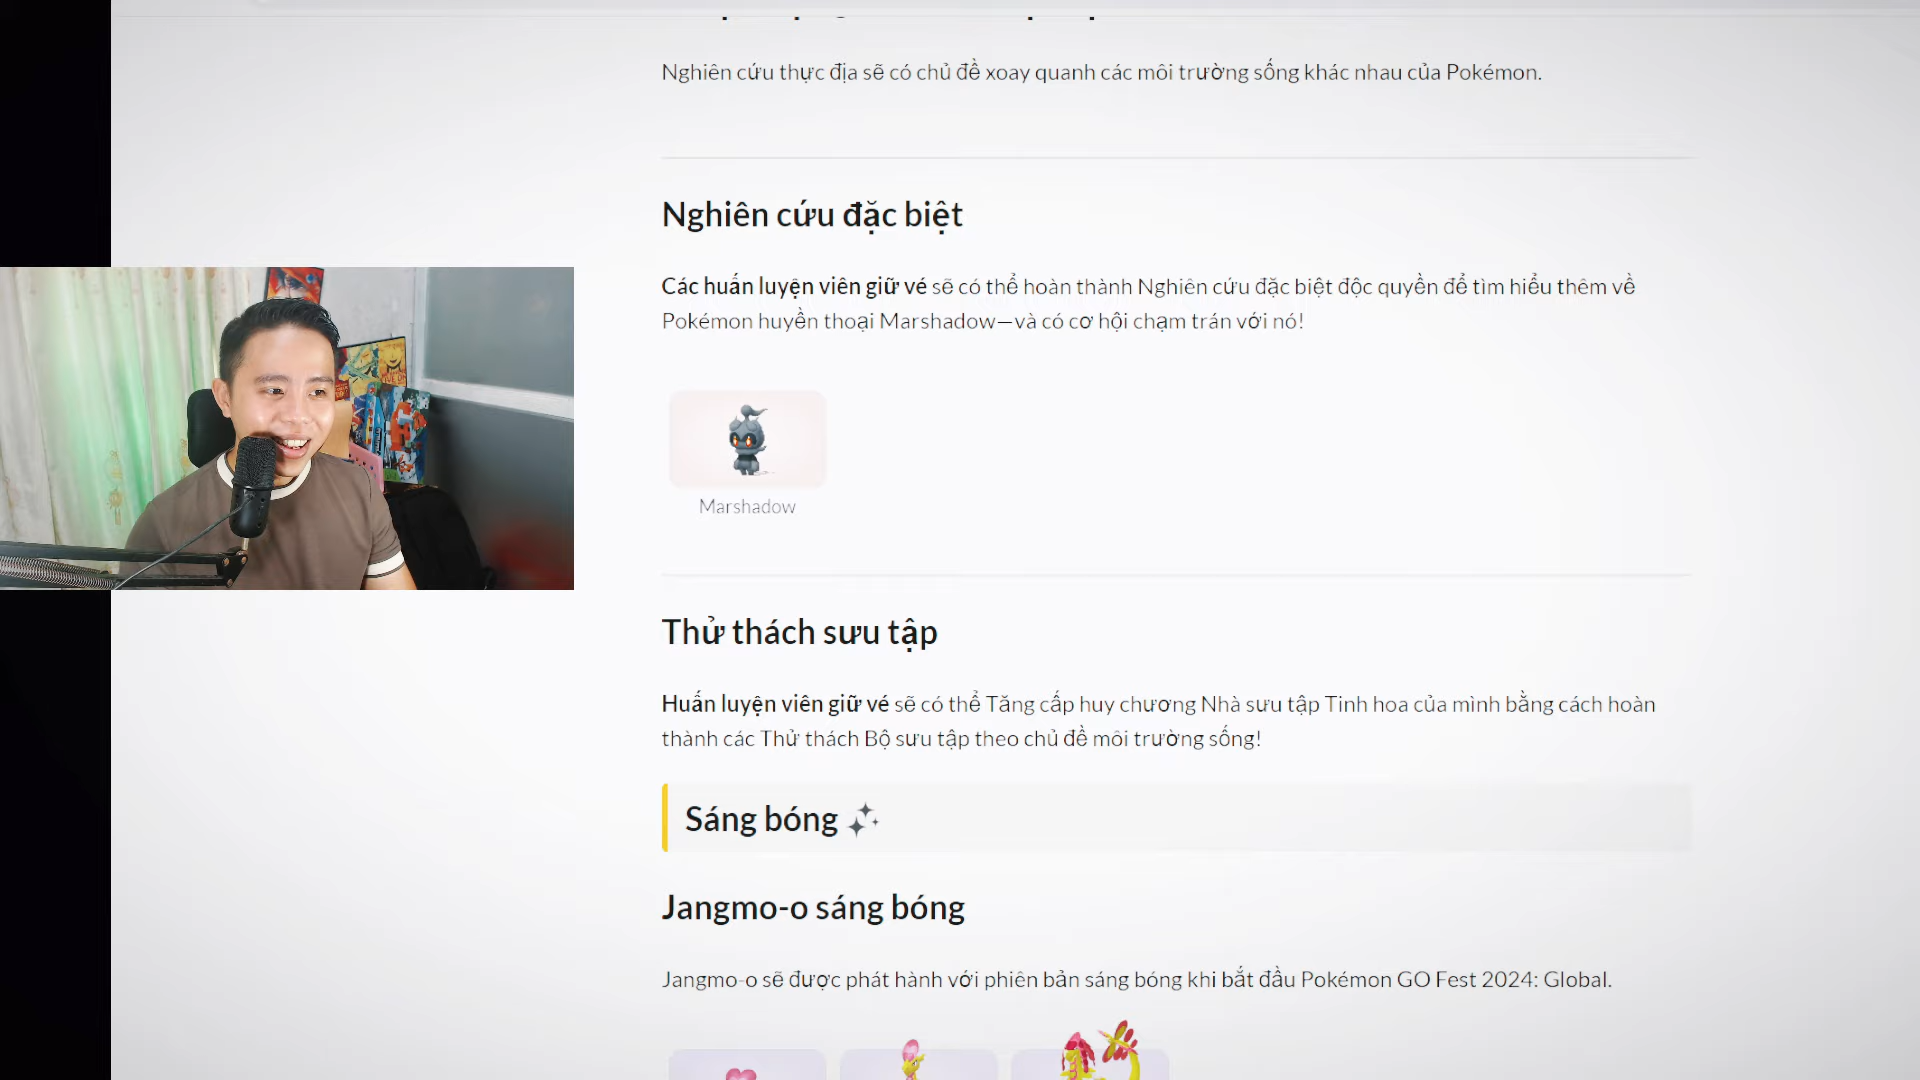 Nghiên cứu thực địa sẽ có chủ đề xoay quanh các môi trường sống khác nhau của Pokémon.
Nghiên cứu đặc biệt
Các huấn luyện viên giữ vé sẽ có thể hoàn thành Nghiên cứu đặc biệt độc quyền để tìm hiểu thêm về
Pokémon huyền thoại Marshadow—và có cơ hội chạm trán với nó!
Marshadow
Thử thách sưu tập
Huấn luyện viên giữ vé sẽ có thể Tăng cấp huy chương Nhà sưu tập Tinh hoa của mình bằng cách hoàn
thành các Thử thách Bộ sưu tập theo chủ đề môi trường sống!
Sáng bóng
Jangmo-o sáng bóng
Jangmo-o sẽ được phát hành với phiên bản sáng bóng khi bắt đầu Pokémon GO Fest 2024: Global.